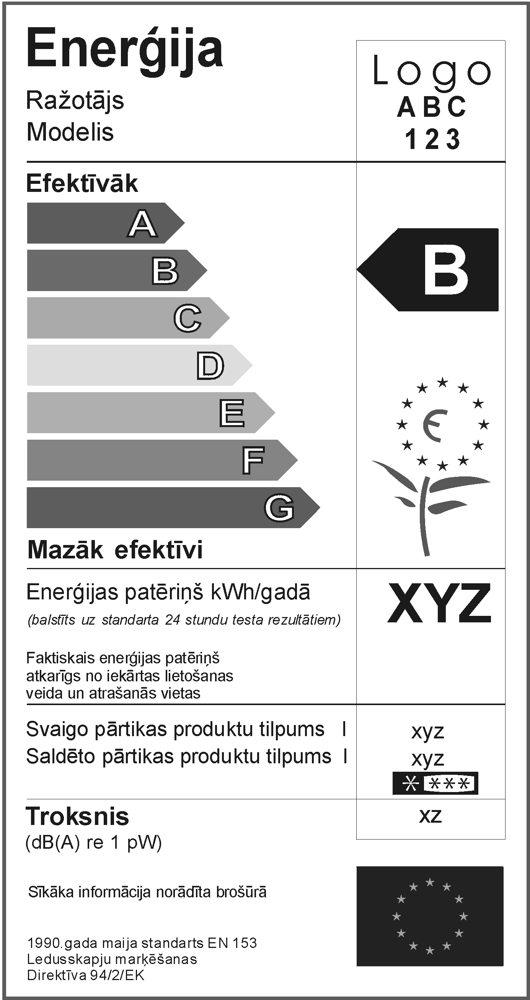 Enerģija
Logo
Ražotājs
ABC
Modelis
123
Efektīvāk
A
B
B
C
D
E
F
G
Mazāk efektīvi
Enerģijas patēriņš kWh/gadā
XYZ
(balstīts uz standarta 24 stundu testa rezultātiem)
Faktiskais enerģijas patēriņš
atkarīgs no iekārtas lietošanas
veida un atrašanās vietas
Svaigo pārtikas produktu tilpums l
xyz
Saldēto pārtikas produktu tilpums l
xyz
* ***
Troksnis
xz
(dB(A) re 1 pW)
Sīkāka informācija norādīta brošūrā
1990.gada maija standarts EN 153
Ledusskapju marķēšanas
Direktīva 94/2/EK